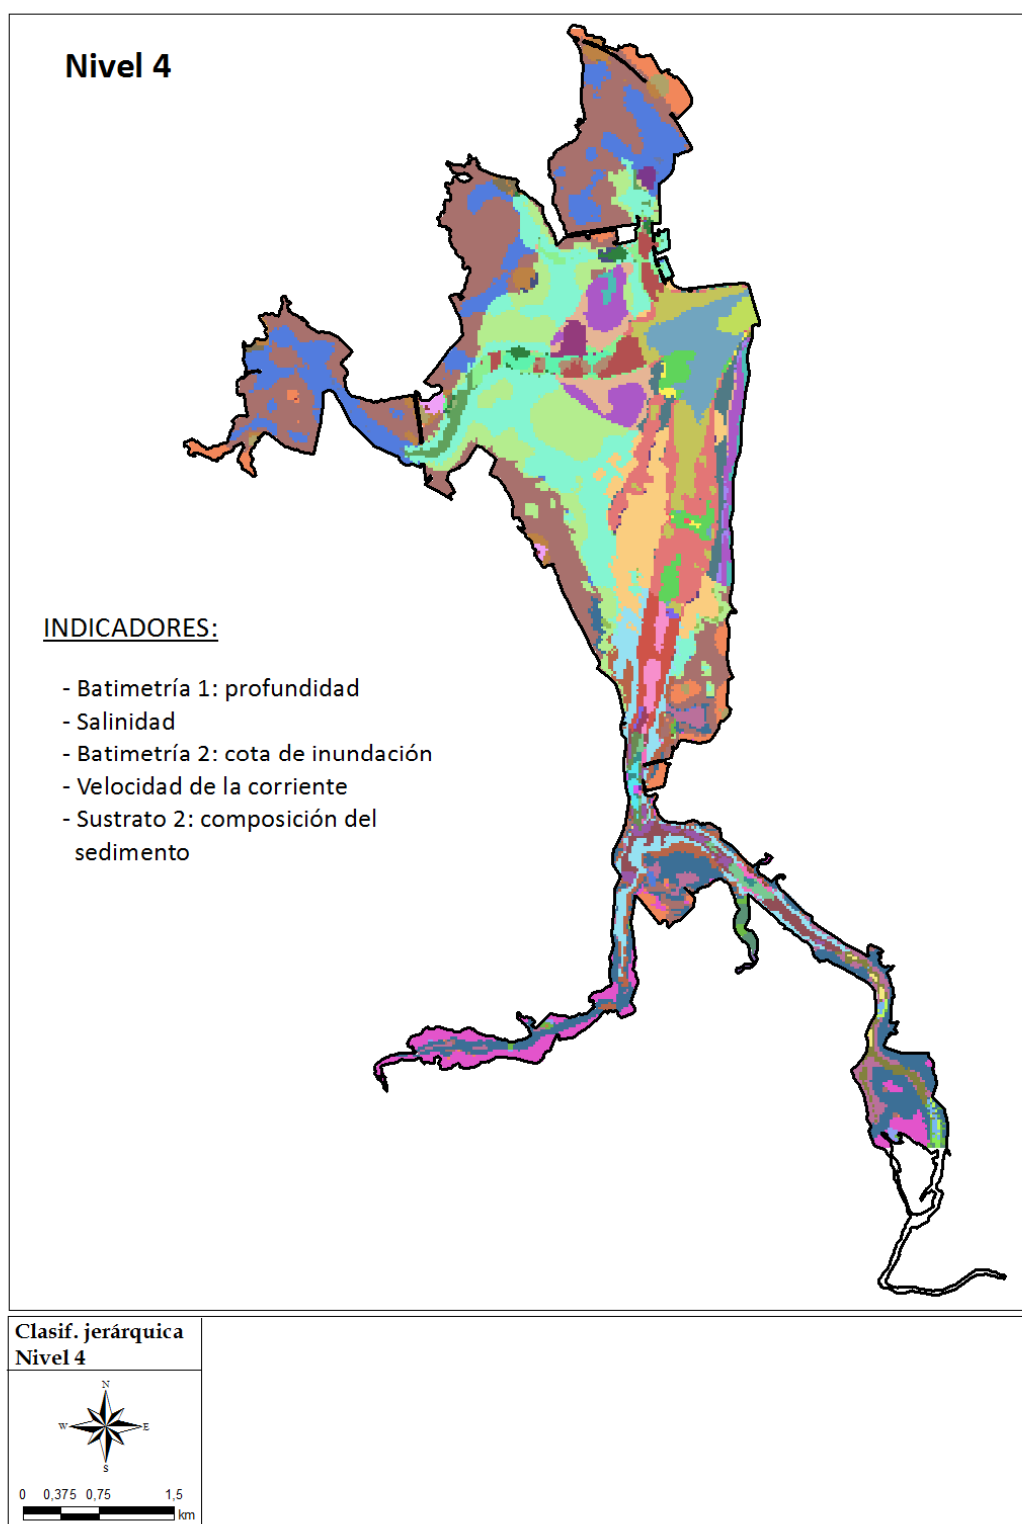 Nivel 4
INDICADORES:
- Batimetría 1: profundidad
- Salinidad
- Batimetría 2: cota de inundación
- Velocidad de la corriente
- Sustrato 2: composición del
sedimento
Clasif. jerárquica
Nivel 4
N
W E
S
0 0,375 0,75 1,5
km